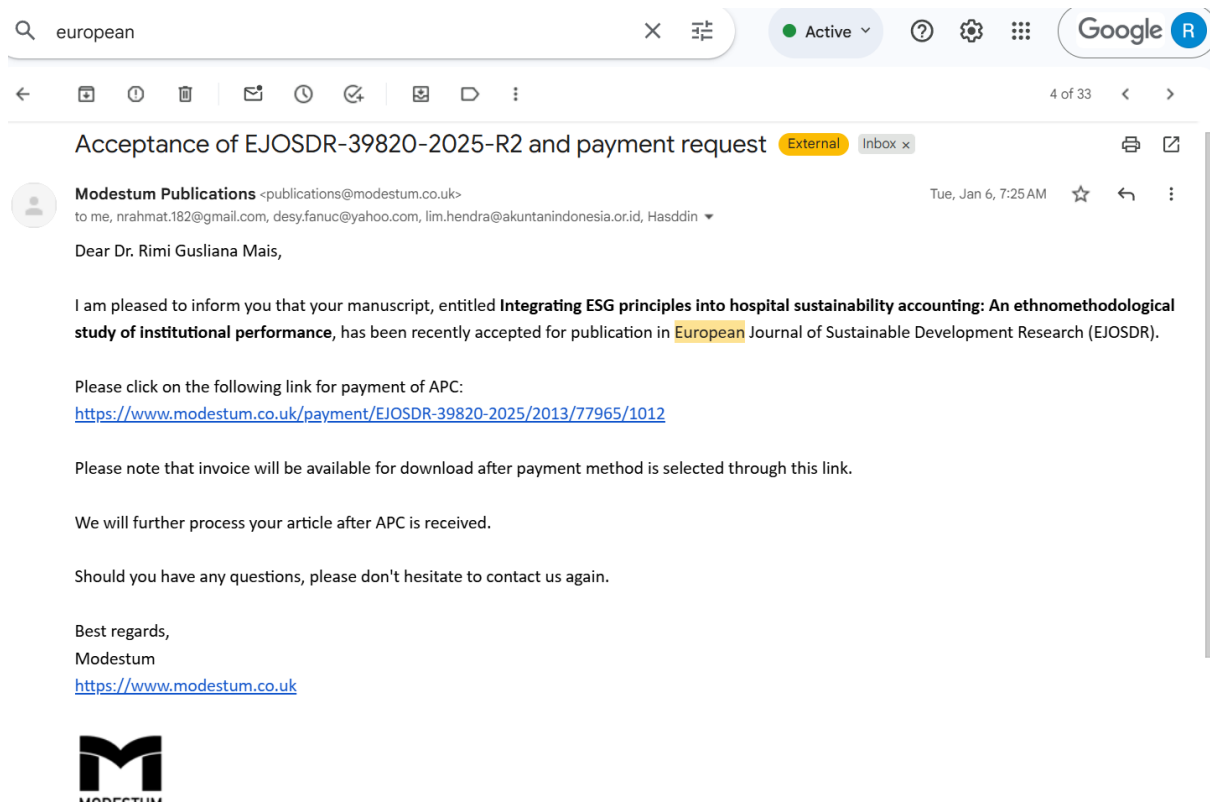 european
Active
Google R
4 of 33
Acceptance of EJOSDR-39820-2025-R2 and payment request External Inbox x
Modestum Publications <publications@modestum.co.uk> Tue, Jan 6, 7:25 AM
to me, nrahmat.182@gmail.com, desy.fanuc@yahoo.com, lim.hendra@akuntanindonesia.or.id, Hasddin
Dear Dr. Rimi Gusliana Mais,
I am pleased to inform you that your manuscript, entitled Integrating ESG principles into hospital sustainability accounting: An ethnomethodological
study of institutional performance, has been recently accepted for publication in European Journal of Sustainable Development Research (EJOSDR).
Please click on the following link for payment of APC:
https://www.modestum.co.uk/payment/EJOSDR-39820-2025/2013/77965/1012
Please note that invoice will be available for download after payment method is selected through this link.
We will further process your article after APC is received.
Should you have any questions, please don't hesitate to contact us again.
Best regards,
Modestum
https://www.modestum.co.uk
MODESTUM